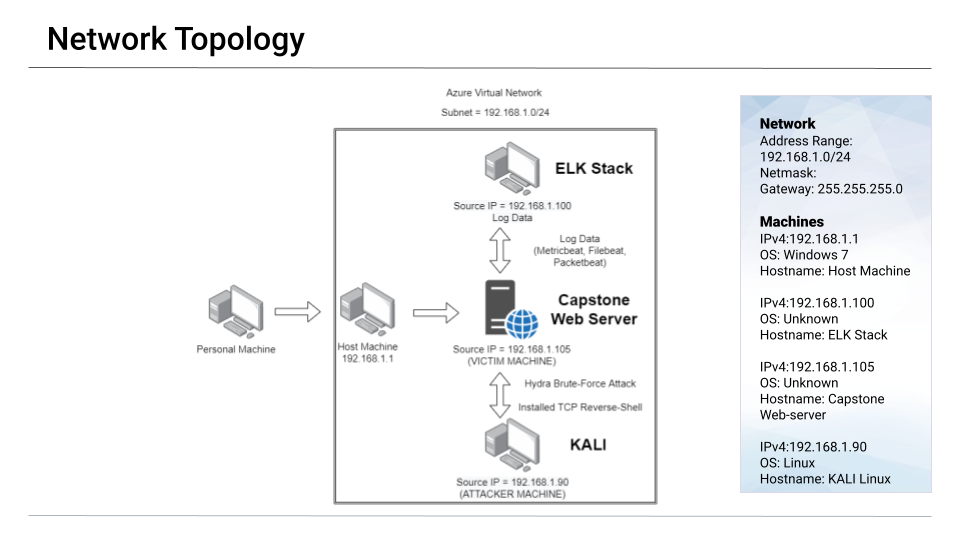 Network Topology
Azure Virtual Network
Subnet = 192.168.1.0/24
ELK Stack
Source IP = 192.168.1.100
Log Data
Log Data
(Metricbeat, Filebeat,
Packetbeat)
Capstone
Web Server
Personal Machine
Host Machine
192.168.1.1
Source IP = 192.168.1.105
(VICTIM MACHINE)
Hydra Brute-Force Attack
Installed TCP Reverse-Shell
KALI
Source IP = 192.168.1.90
(ATTACKER MACHINE)
Network
Address Range:
192.168.1.0/24
Netmask:
Gateway: 255.255.255.0
Machines
IPv4:192.168.1.1
OS: Windows 7
Hostname: Host Machine
IPv4:192.168.1.100
OS: Unknown
Hostname: ELK Stack
IPv4:192.168.1.105
OS: Unknown
Hostname: Capstone
Web-server
IPv4:192.168.1.90
OS: Linux
Hostname: KALI Linux